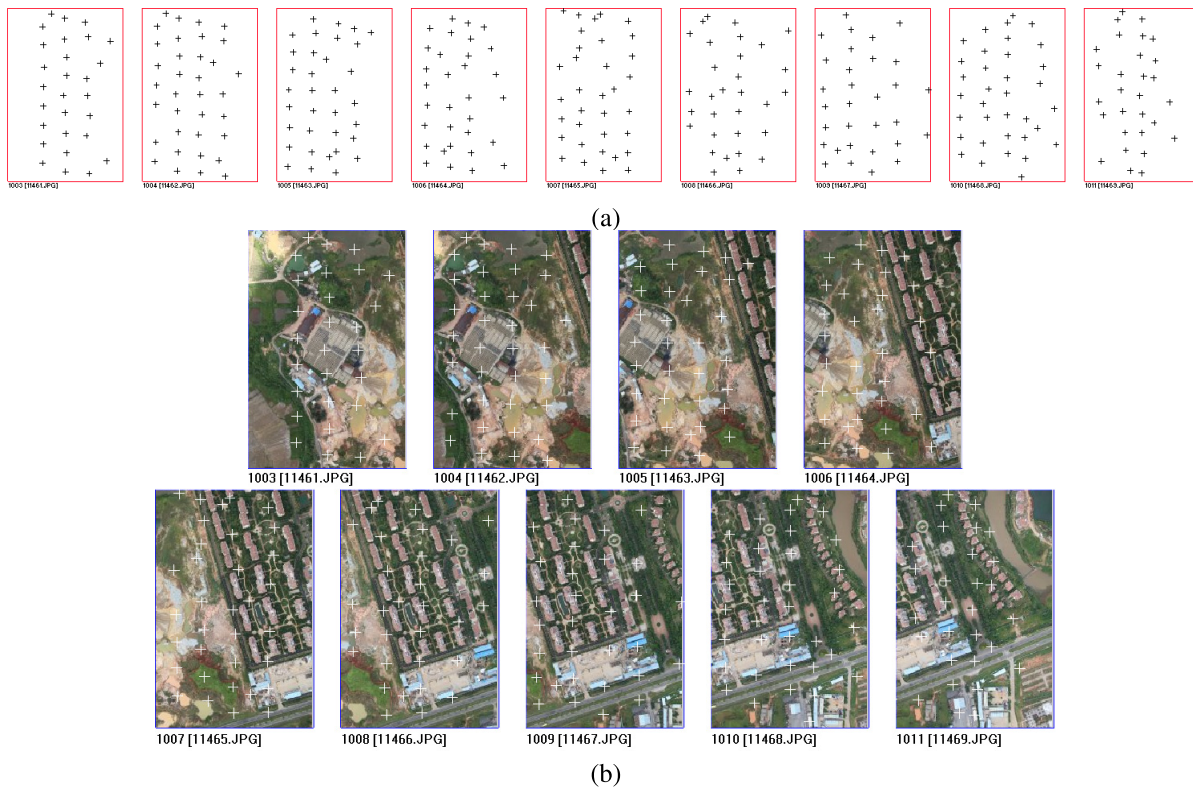 1003 [11461.JPG] 1004 [11462.JPG] 1005 [11463.JPG] 1006 [11464.JPG] 1007 [11465.JPG] 1008 [11466.JPG] 1009 [11467.JPG] 1010 [11468.JPG] 1011 [11469.JPG]
(a)
1003 [11461.JPG] 1004 [11462.JPG] 1005 [11463.JPG] 1006 [11464.JPG]
1007 [11465.JPG] 1008 [11466.JPG] 1009 [11467.JPG] 1010 [11468.JPG] 1011 [11469.JPG]
(b)